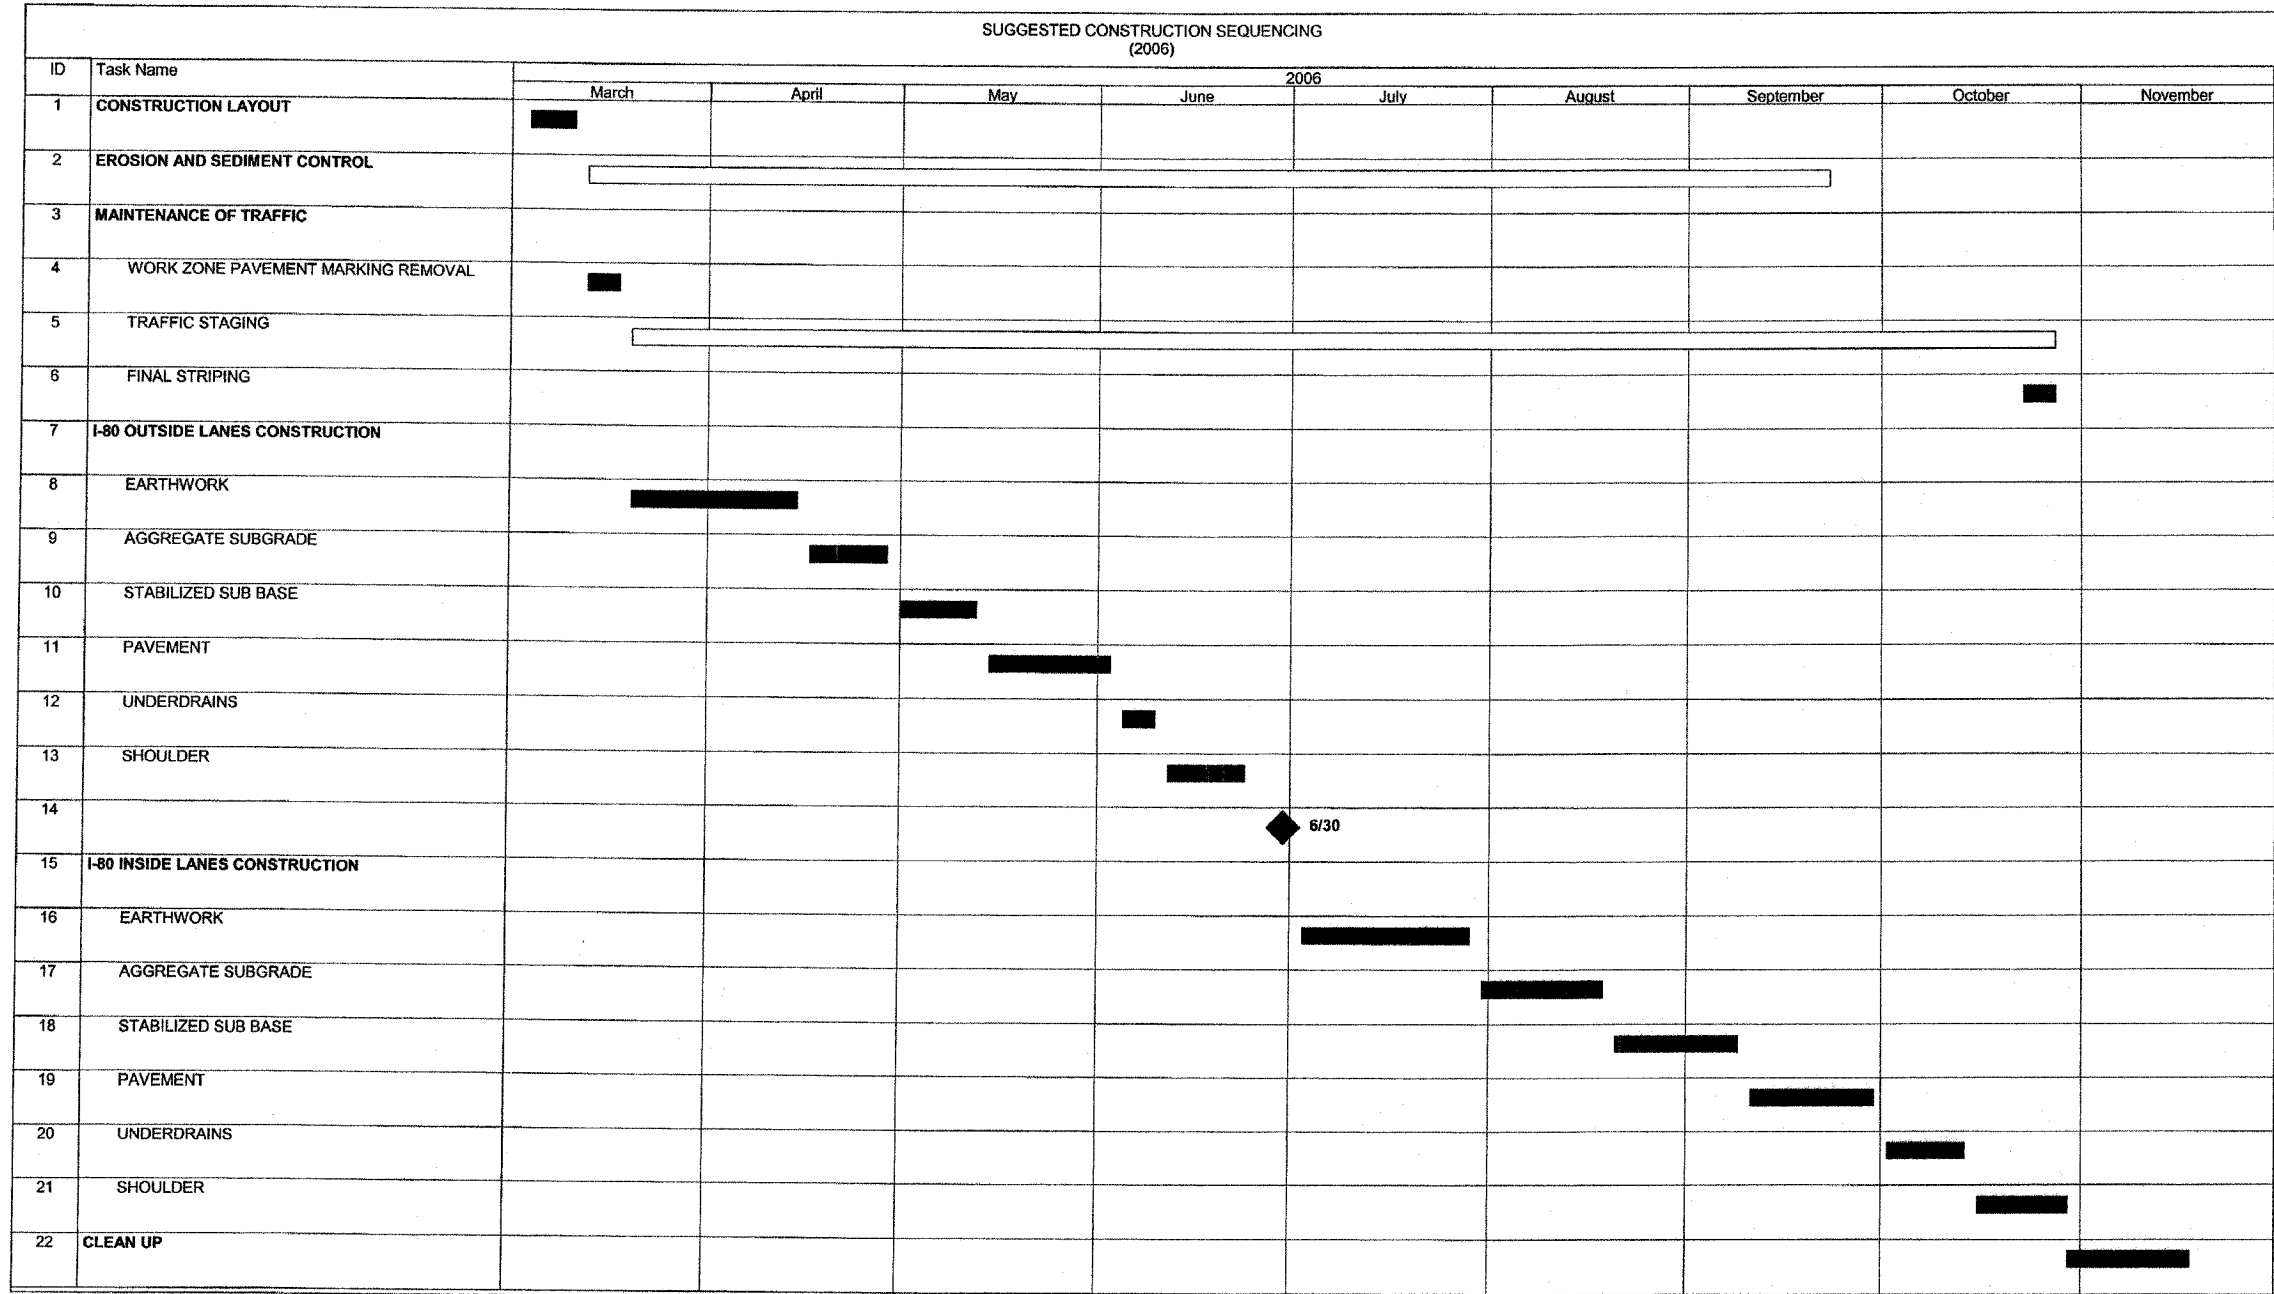 SUGGESTED CONSTRUCTION SEQUENCING
(2006)
ID Task Name 2006
March April May June July August September October November
1 CONSTRUCTION LAYOUT
2 EROSION AND SEDIMENT CONTROL
3 MAINTENANCE OF TRAFFIC
4 WORK ZONE PAVEMENT MARKING REMOVAL
5 TRAFFIC STAGING
6 FINAL STRIPING
7 I-80 OUTSIDE LANES CONSTRUCTION
8 EARTHWORK
9 AGGREGATE SUBGRADE
10 STABILIZED SUB BASE
11 PAVEMENT
12 UNDERDRAINS
13 SHOULDER
14 6/30
15 I-80 INSIDE LANES CONSTRUCTION
16 EARTHWORK
17 AGGREGATE SUBGRADE
18 STABILIZED SUB BASE
19 PAVEMENT
20 UNDERDRAINS
21 SHOULDER
22 CLEAN UP